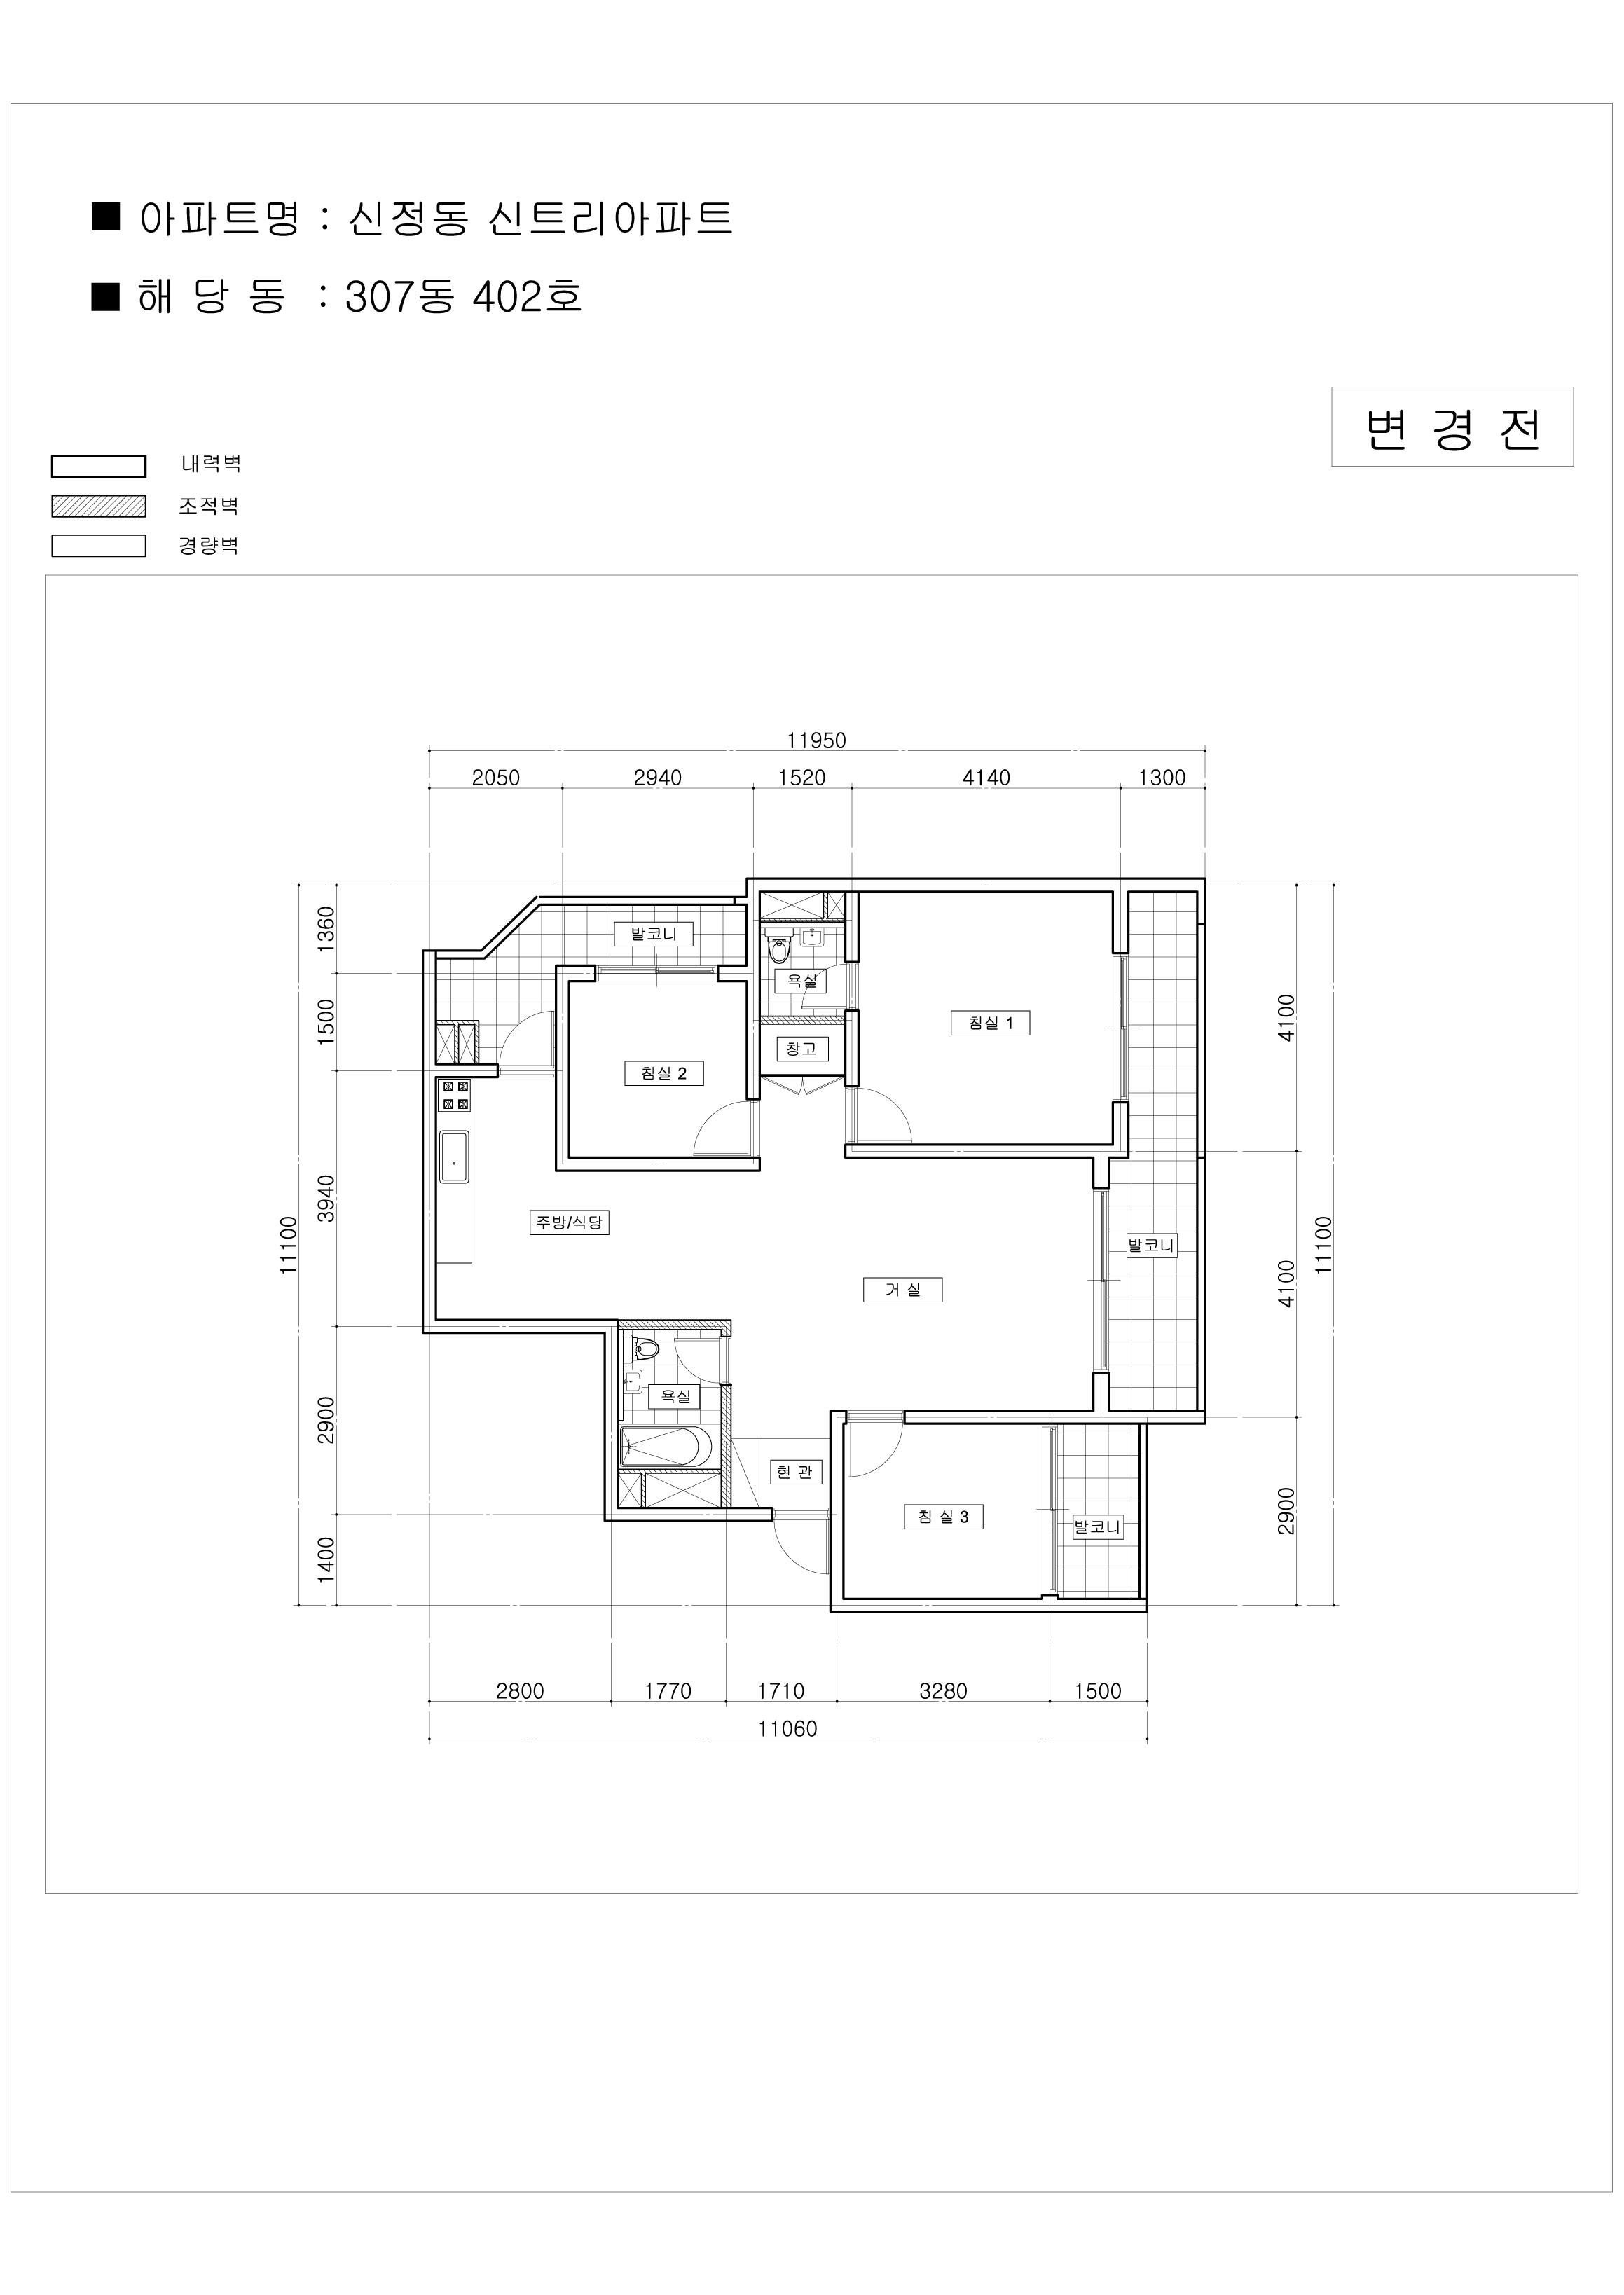 ■ 아파트명 : 신정동 신트리아파트
■ 해 당 동 : 307동 402호
변 경 전
내력벽
조적벽
경량벽
11950
2050 2940 1520 4140 1300
1360
1500
3940
2900
1400
11100
발코니
욕실
침실 1
창고
침실 2
주방/식당
발코니
거 실
욕실
현 관
침 실 3
발코니
4100
4100
2900
11100
2800 1770 1710 3280 1500
11060